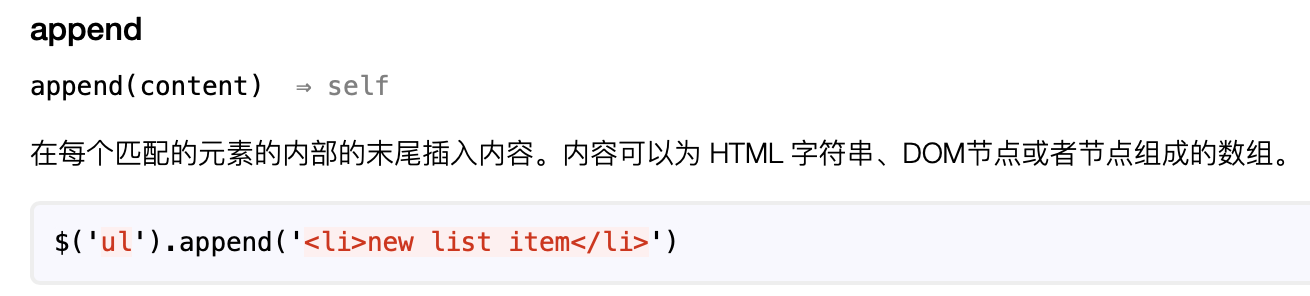 append
append(content) ⇒ self
在每个匹配的元素的内部的末尾插入内容。内容可以为 HTML 字符串、DOM节点或者节点组成的数组。
$('ul').append('<li>new list item</li>')